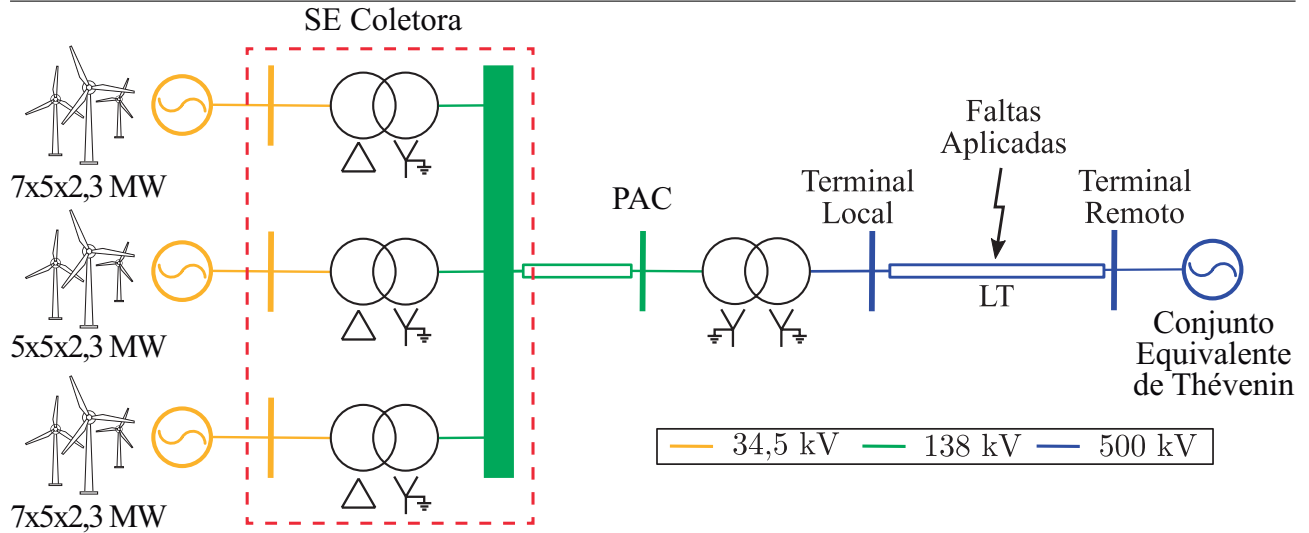 SE Coletora
7x5x2,3 MW
5x5x2,3 MW
7x5x2,3 MW
PAC
Terminal
Local
Faltas
Aplicadas
LT
Terminal
Remoto
Conjunto
Equivalente
de Thévenin
34,5 kV
138 kV
500 kV